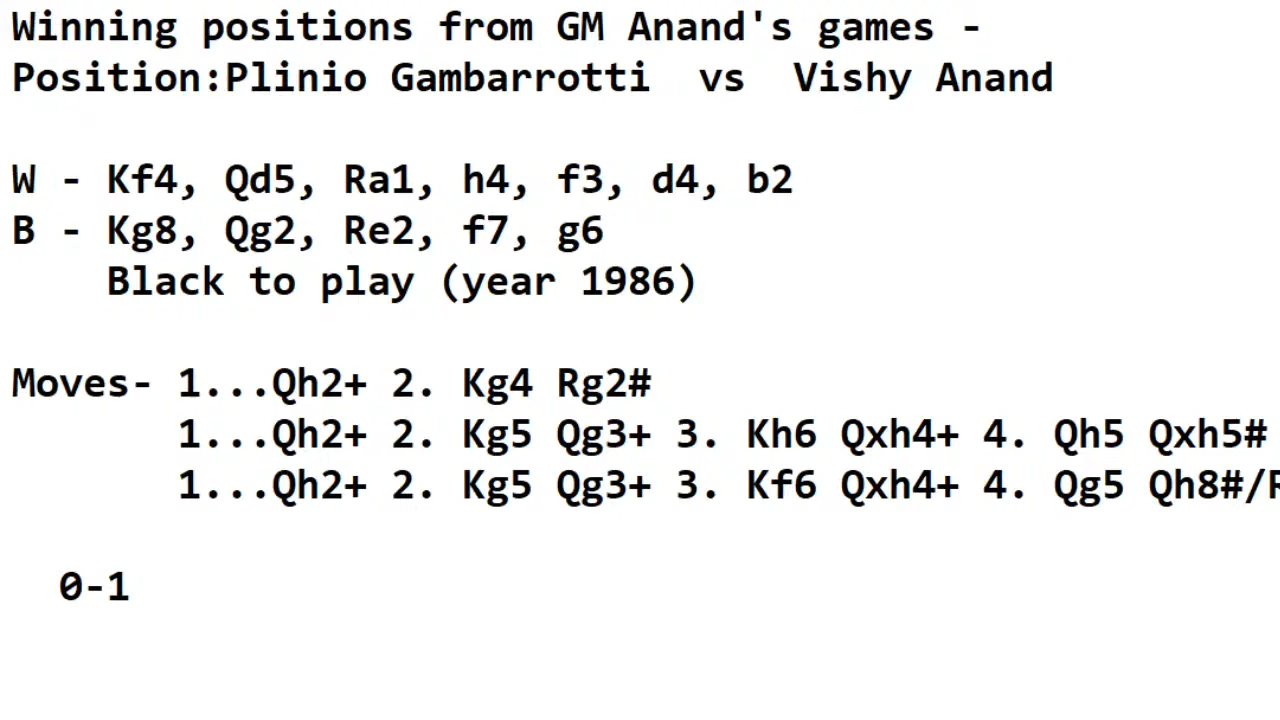 Winning positions from GM Anand's games -
Position:Plinio Gambarrotti  vs  Vishy Anand
W - Kf4, Qd5, Ra1, h4, f3, d4, b2
B - Kg8, Qg2, Re2, f7, g6
Black to play (year 1986)
Moves- 1...Qh2+ 2. Kg4 Rg2#
1...Qh2+ 2. Kg5 Qg3+ 3. Kh6 Qxh4+ 4. Qh5 Qxh5#
1...Qh2+ 2. Kg5 Qg3+ 3. Kf6 Qxh4+ 4. Qg5 Qh8#/
0-1